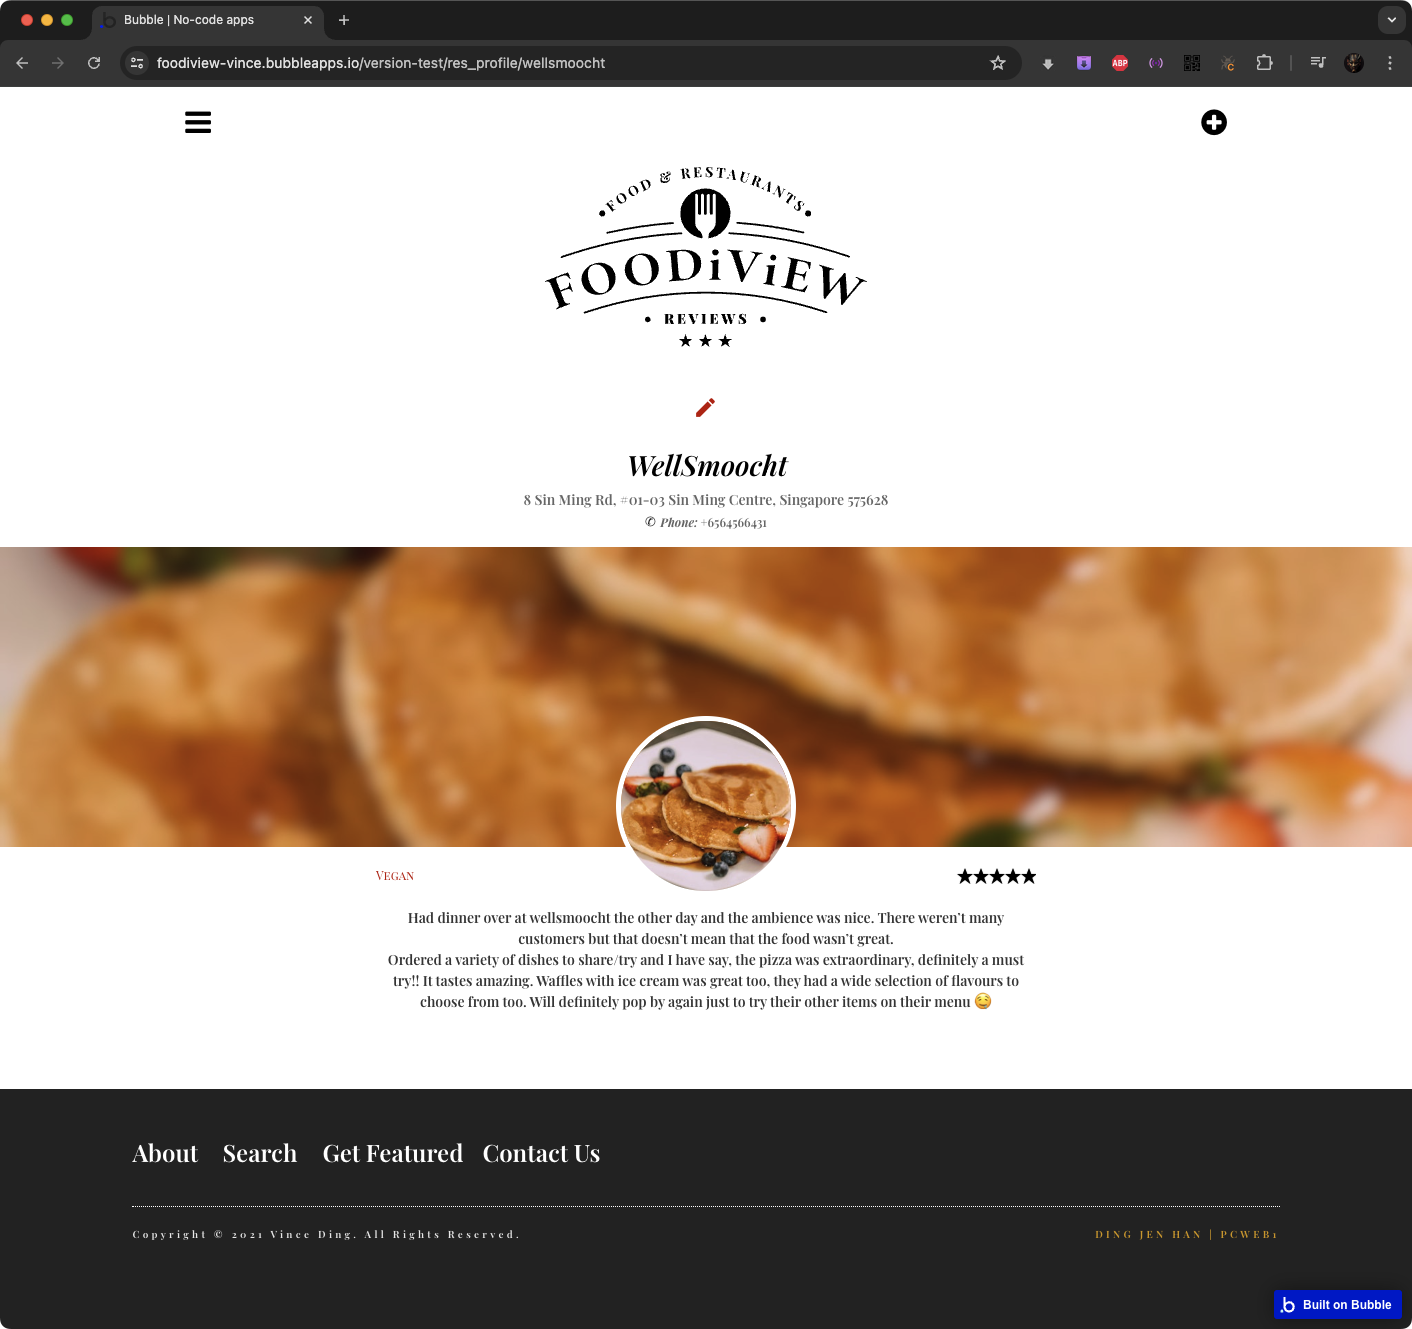 Bubble | No-code apps
foodiview-vince.bubbleapps.io/version-test/res_profile/wellsmoocht
ABP
C
FOOD & RESTAURANTS
FOODiViEW
REVIEWS
WellSmoocht
8 Sin Ming Rd, #01-03 Sin Ming Centre, Singapore 575628
✆ Phone: +6564566431
Vegan
★★★★★
Had dinner over at wellsmoocht the other day and the ambience was nice. There weren't many
customers but that doesn't mean that the food wasn't great.
Ordered a variety of dishes to share/try and I have say, the pizza was extraordinary, definitely a must
try!! It tastes amazing. Waffles with ice cream was great too, they had a wide selection of flavours to
choose from too. Will definitely pop by again just to try their other items on their menu 🤤
About Search Get Featured Contact Us
Copyright © 2021 Vince Ding. All Rights Reserved.
DING JEN HAN | PCWEB1
Built on Bubble